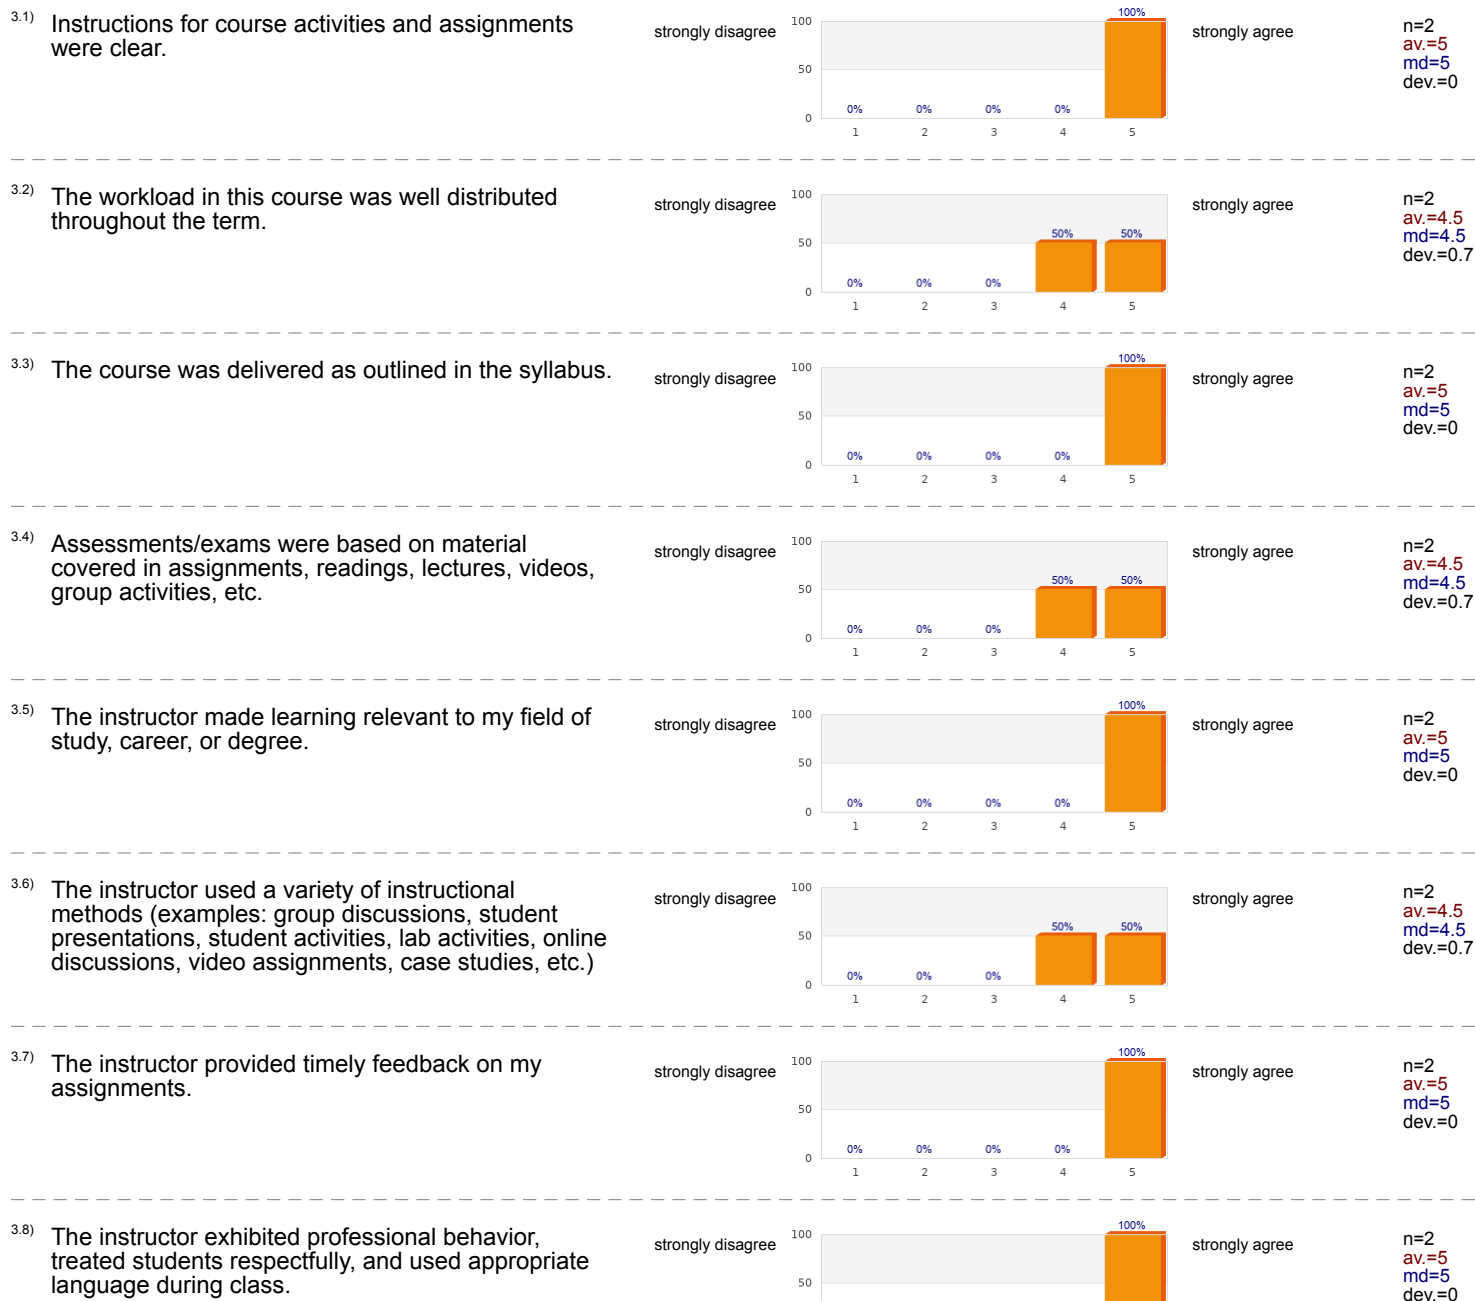 3.1) Instructions for course activities and assignments
were clear.
strongly disagree
100
50
0
0%
0%
0%
0%
100%
1
2
3
4
5
strongly agree
n=2
av.=5
md=5
dev.=0
3.2) The workload in this course was well distributed
throughout the term.
strongly disagree
100
50
0
0%
0%
0%
50%
50%
1
2
3
4
5
strongly agree
n=2
av.=4.5
md=4.5
dev.=0.7
3.3) The course was delivered as outlined in the syllabus.
strongly disagree
100
50
0
0%
0%
0%
0%
100%
1
2
3
4
5
strongly agree
n=2
av.=5
md=5
dev.=0
3.4) Assessments/exams were based on material
covered in assignments, readings, lectures, videos,
group activities, etc.
strongly disagree
100
50
0
0%
0%
0%
50%
50%
1
2
3
4
5
strongly agree
n=2
av.=4.5
md=4.5
dev.=0.7
3.5) The instructor made learning relevant to my field of
study, career, or degree.
strongly disagree
100
50
0
0%
0%
0%
0%
100%
1
2
3
4
5
strongly agree
n=2
av.=5
md=5
dev.=0
3.6) The instructor used a variety of instructional
methods (examples: group discussions, student
presentations, student activities, lab activities, online
discussions, video assignments, case studies, etc.)
strongly disagree
100
50
0
0%
0%
0%
50%
50%
1
2
3
4
5
strongly agree
n=2
av.=4.5
md=4.5
dev.=0.7
3.7) The instructor provided timely feedback on my
assignments.
strongly disagree
100
50
0
0%
0%
0%
0%
100%
1
2
3
4
5
strongly agree
n=2
av.=5
md=5
dev.=0
3.8) The instructor exhibited professional behavior,
treated students respectfully, and used appropriate
language during class.
strongly disagree
100
50
100%
strongly agree
n=2
av.=5
md=5
dev.=0